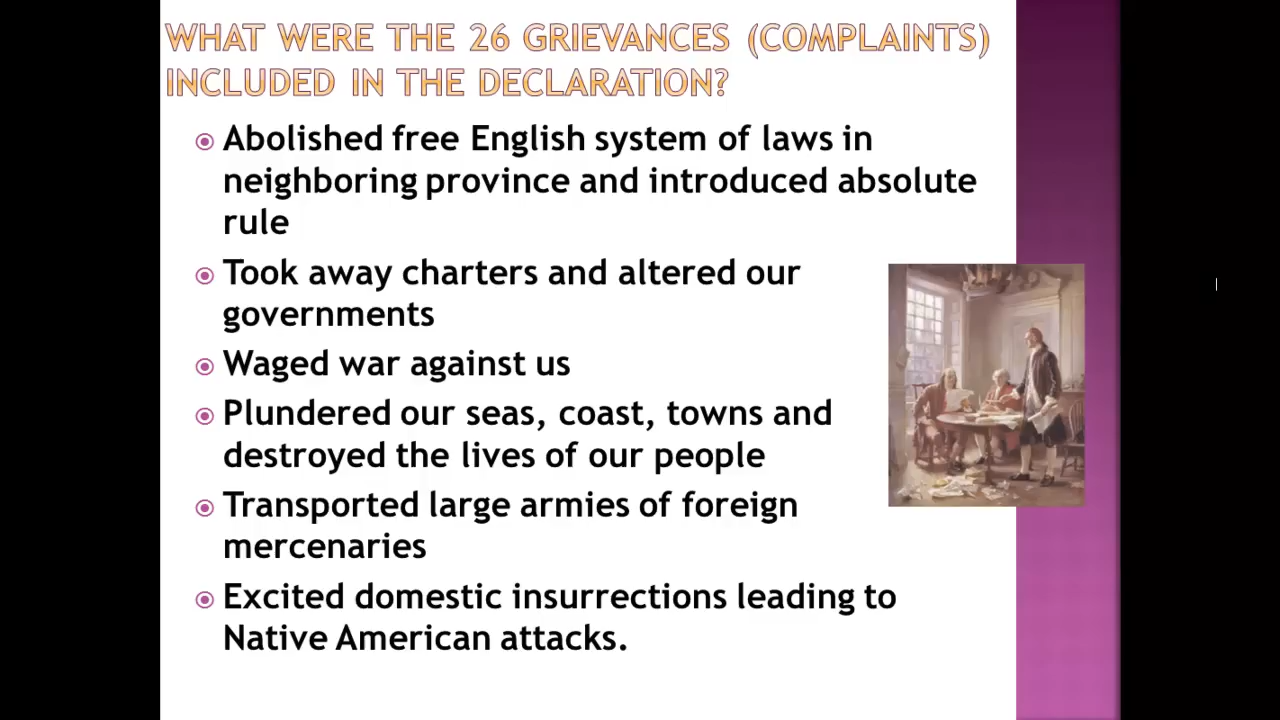 WHAT WERE THE 26 GRIEVANCES (COMPLAINTS)
INCLUDED IN THE DECLARATION?
Abolished free English system of laws in
neighboring province and introduced absolute
rule
Took away charters and altered our
governments
Waged war against us
Plundered our seas, coast, towns and
destroyed the lives of our people
Transported large armies of foreign
mercenaries
Excited domestic insurrections leading to
Native American attacks.